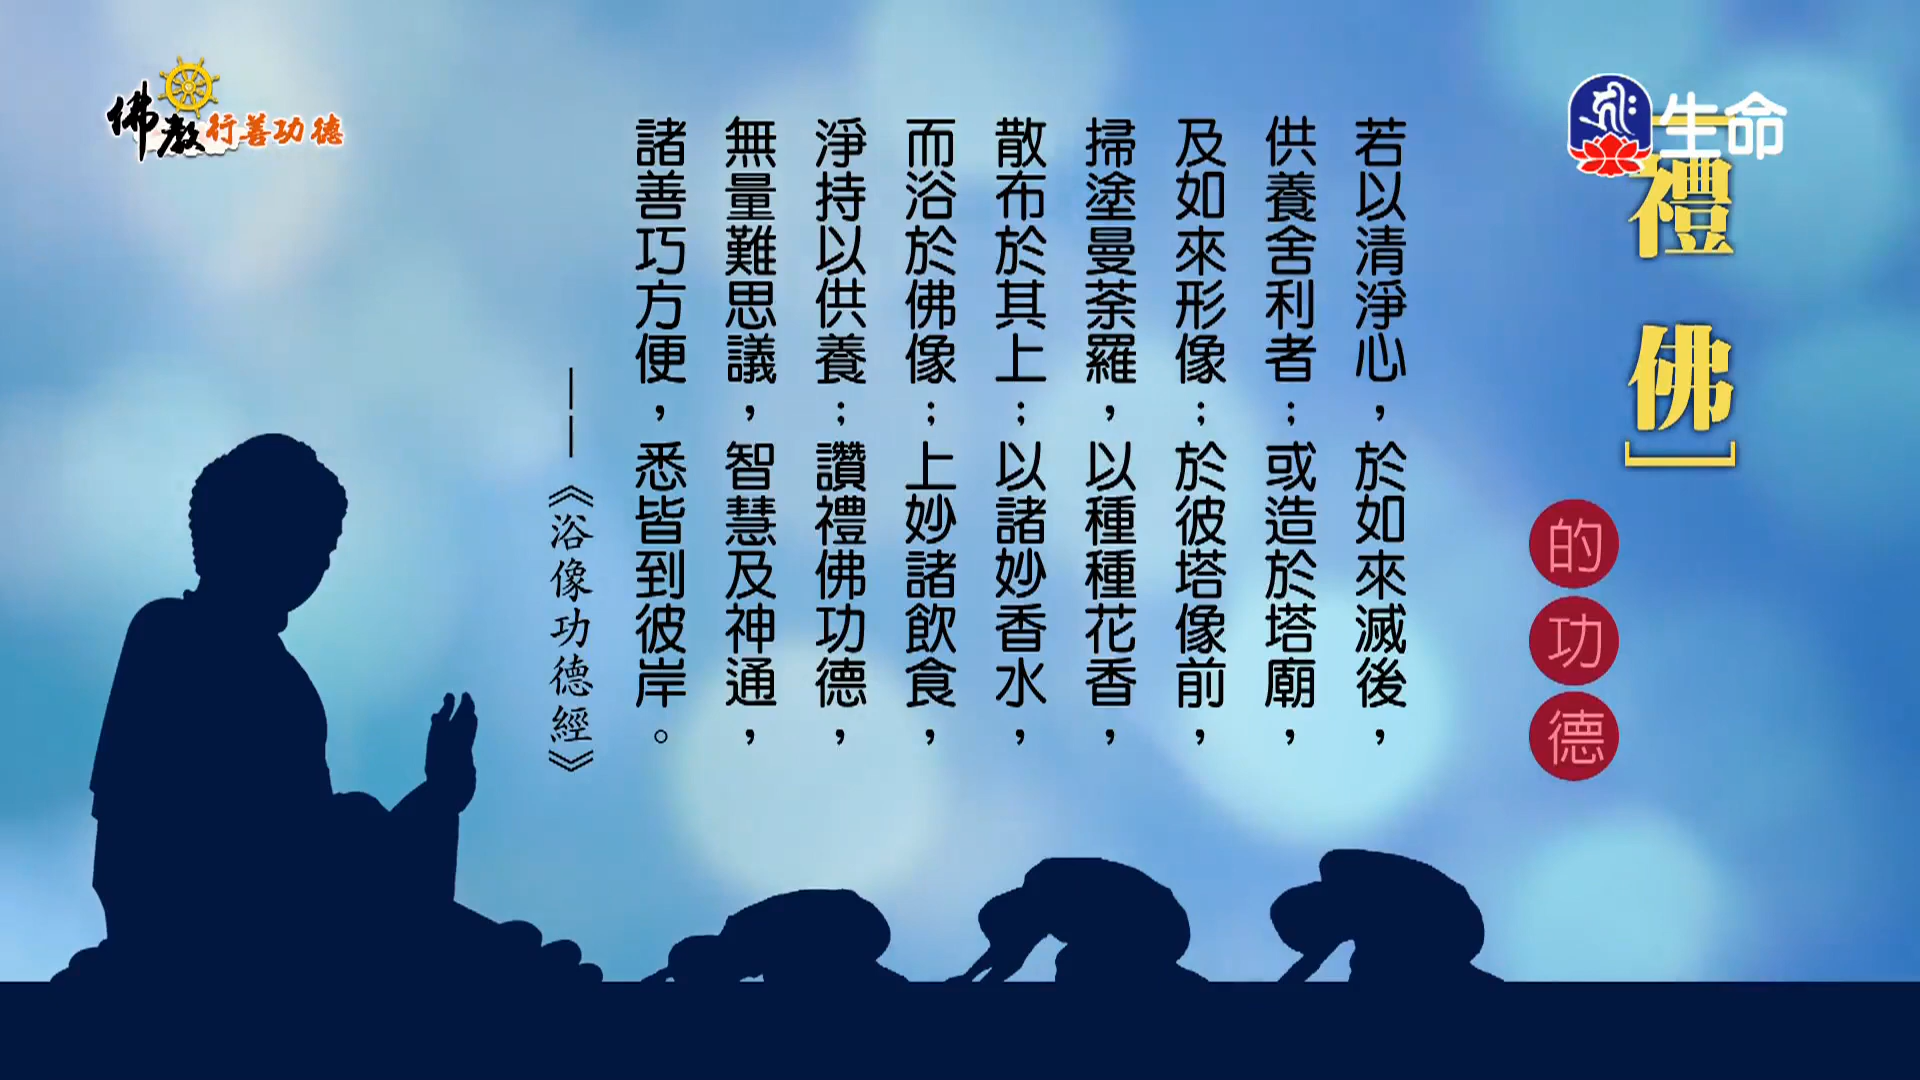 佛教行善功德
生命
禮佛］
的功德
若以清淨心，於如來滅後，
供養舍利者；或造於塔廟，
及如來形像；於彼塔像前，
掃塗曼荼羅，以種種花香，
散布於其上；以諸妙香水，
而浴於佛像；上妙諸飲食，
淨持以供養；讚禮佛功德，
無量難思議，智慧及神通，
諸善巧方便，悉皆到彼岸。
——《浴像功德經》